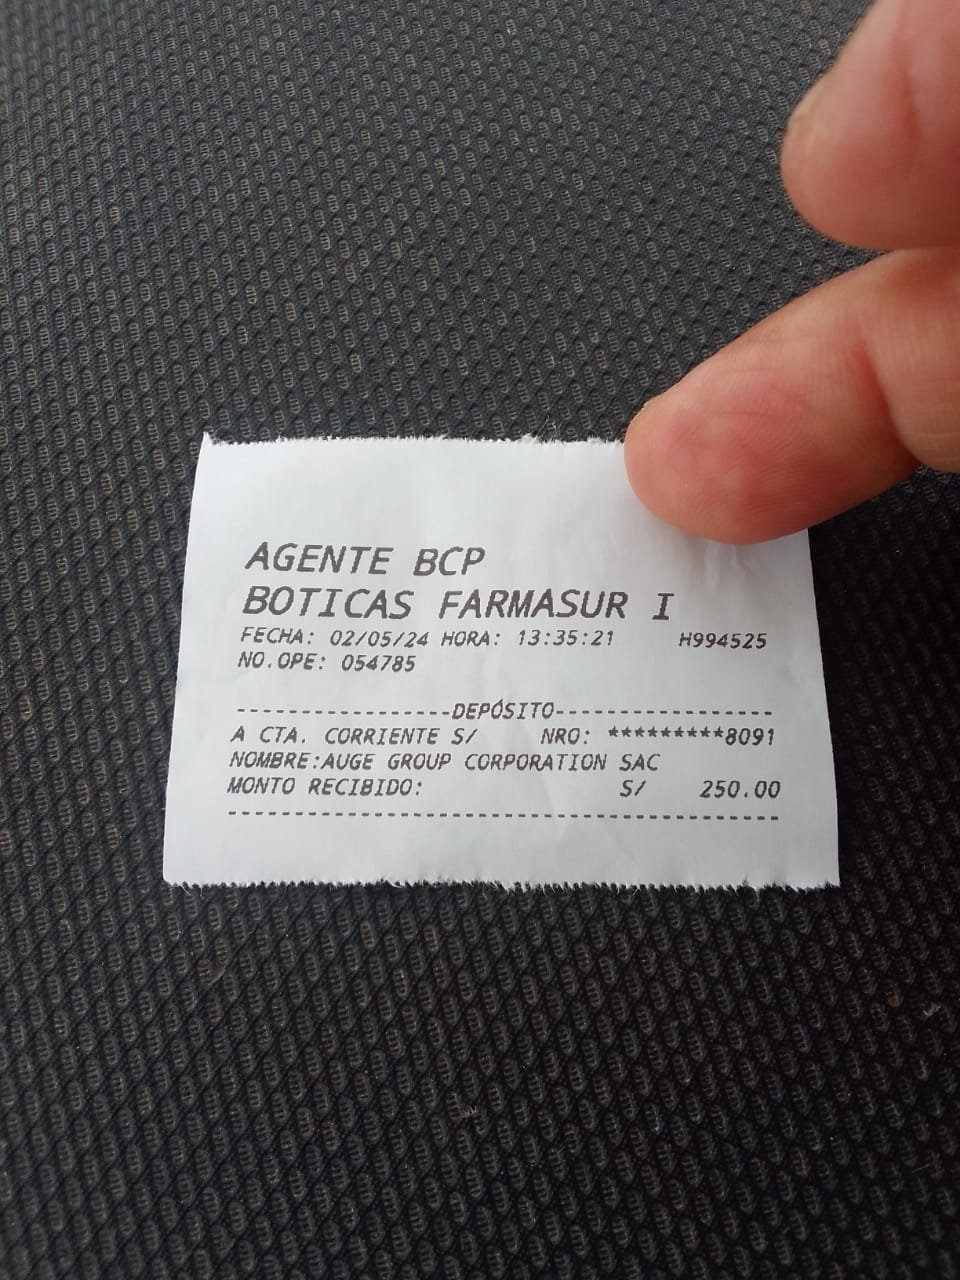 AGENTE BCP
BOTICAS FARMASUR I
FECHA: 02/05/24 HORA: 13:35:21 H994525
NO.OPE: 054785
-----------------DEPÓSITO-----------------
A CTA. CORRIENTE S/ NRO: *********8091
NOMBRE:AUGE GROUP CORPORATION SAC
MONTO RECIBIDO: S/ 250.00
------------------------------------------